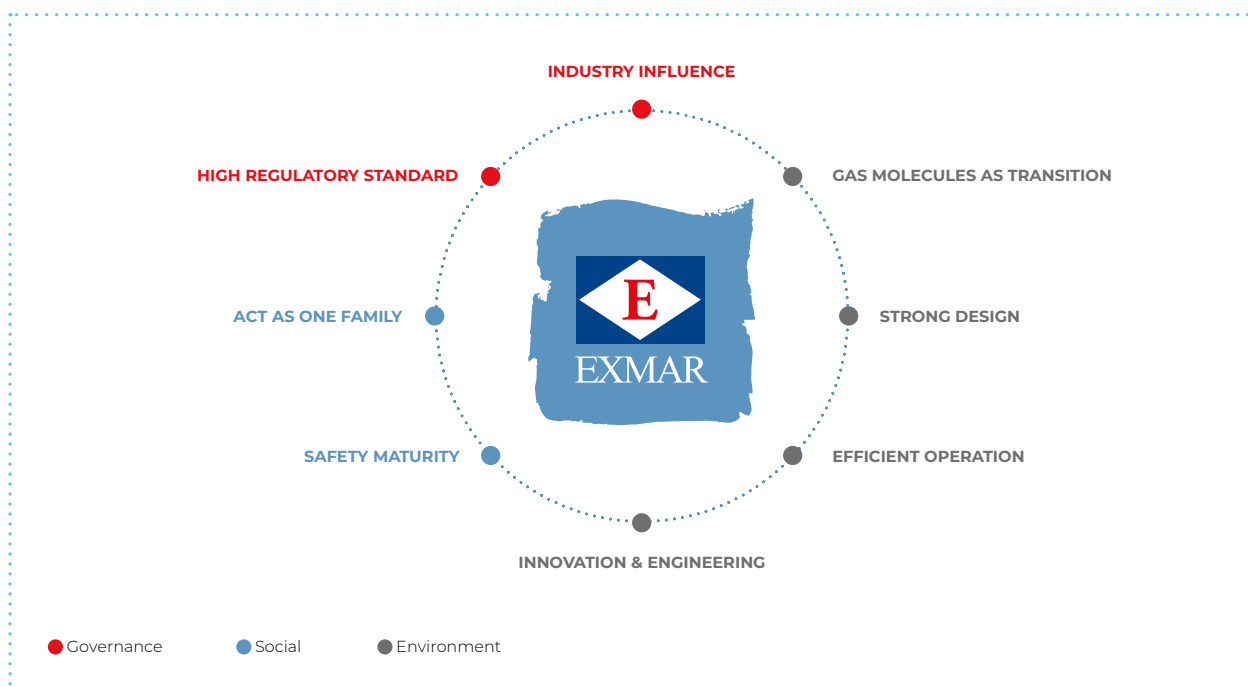 INDUSTRY INFLUENCE
HIGH REGULATORY STANDARD
GAS MOLECULES AS TRANSITION
E
EXMAR
ACT AS ONE FAMILY
STRONG DESIGN
SAFETY MATURITY
EFFICIENT OPERATION
INNOVATION & ENGINEERING
Governance
Social
Environment